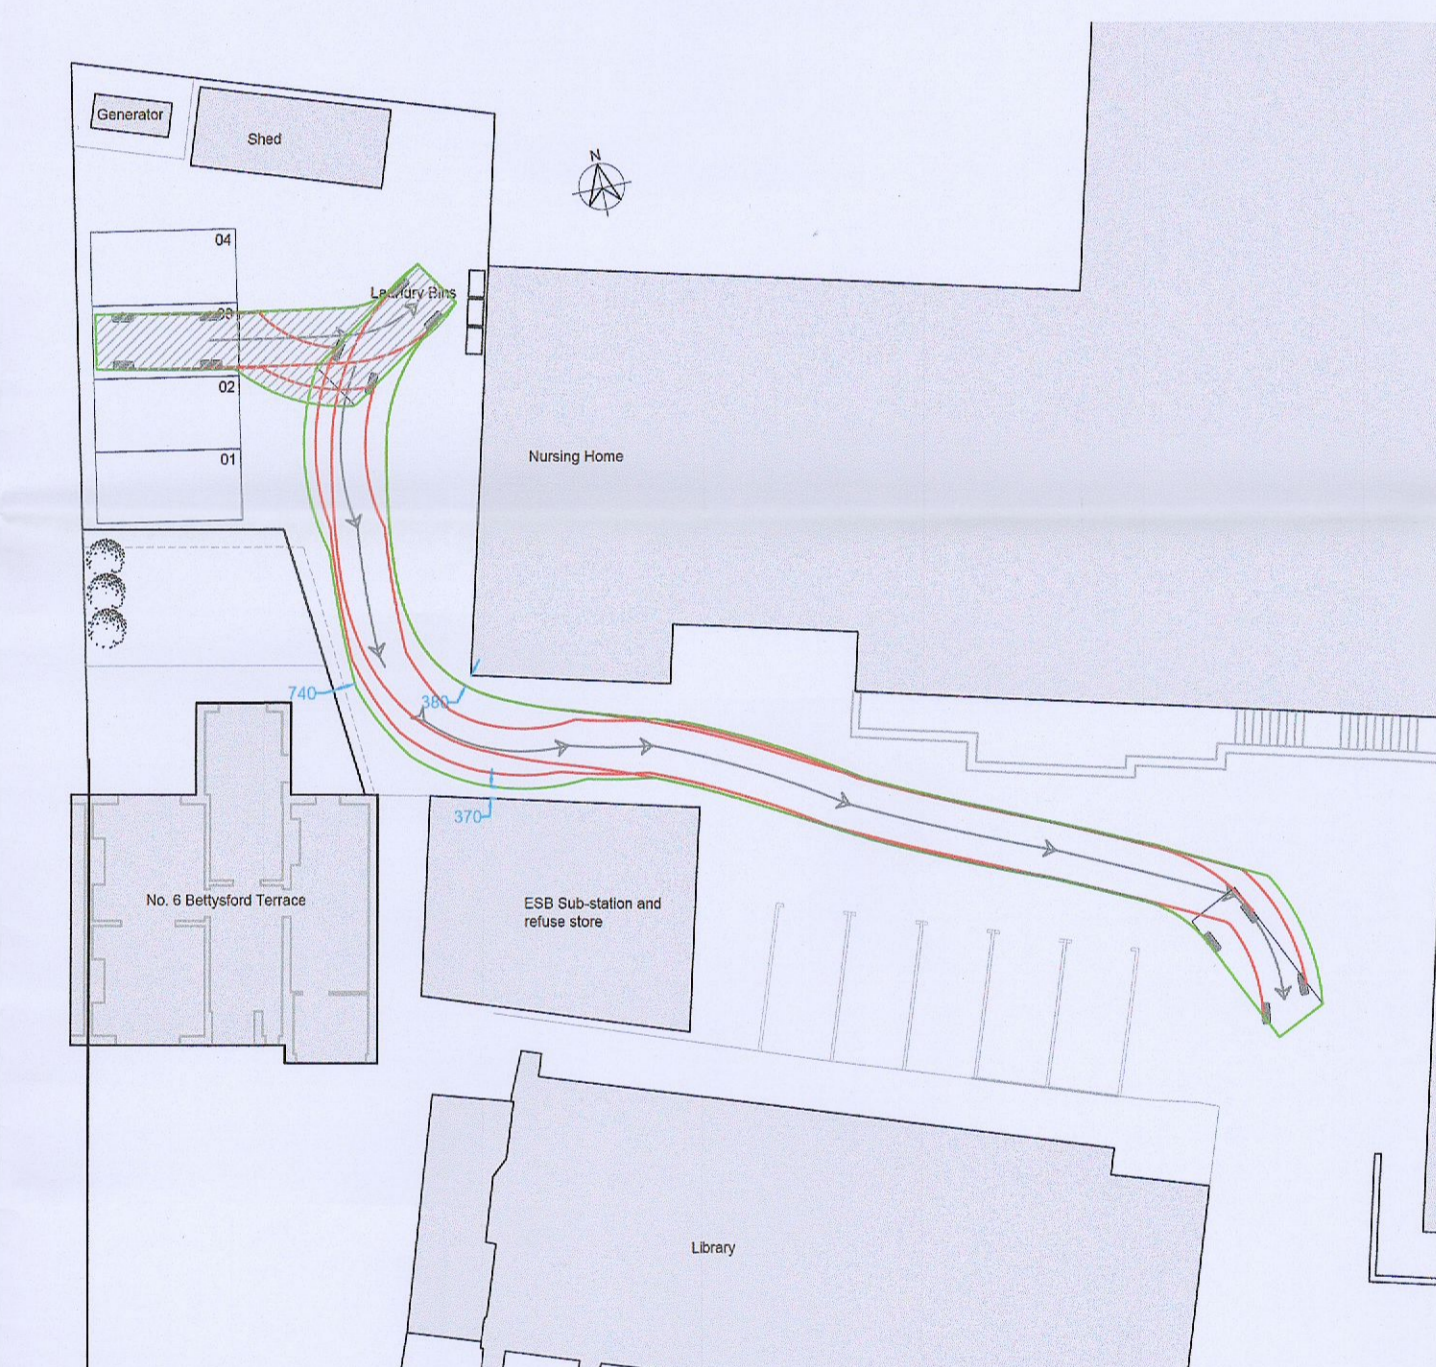 Generator
Shed
N
04
Laundry Bins
03
02
01
Nursing Home
740
380
370
No. 6 Bettysford Terrace
ESB Sub-station and
refuse store
Library